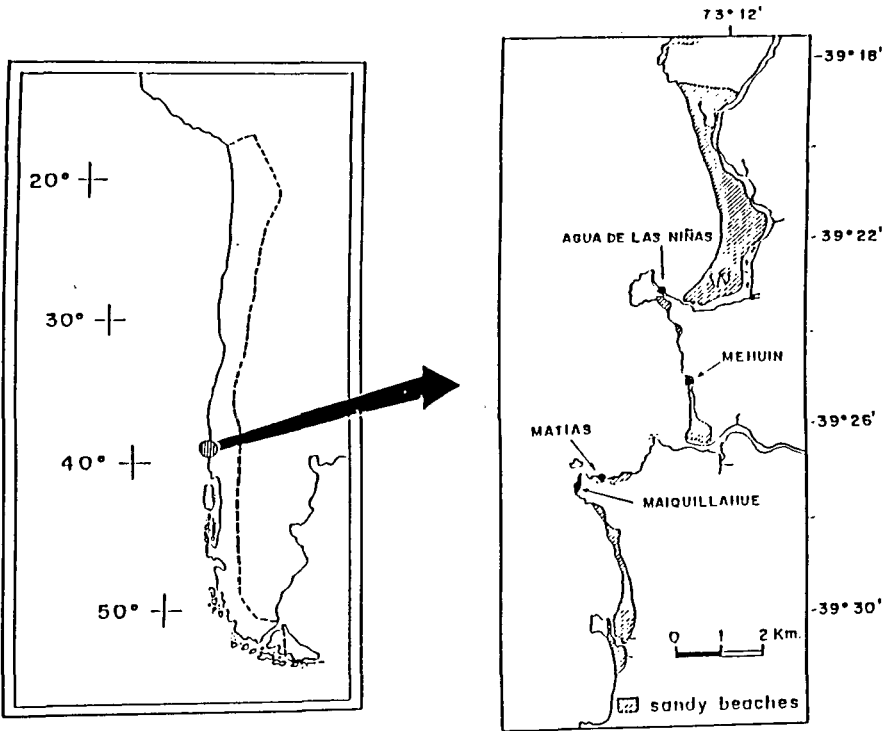 20°
30°
40°
50°
73° 12'
39° 18'
39° 22'
AGUA DE LAS NIÑAS
MEHUIN
39° 26'
MATIAS
MAIQUILLAHUE
39° 30'
0 1 2 Km.
sandy beaches